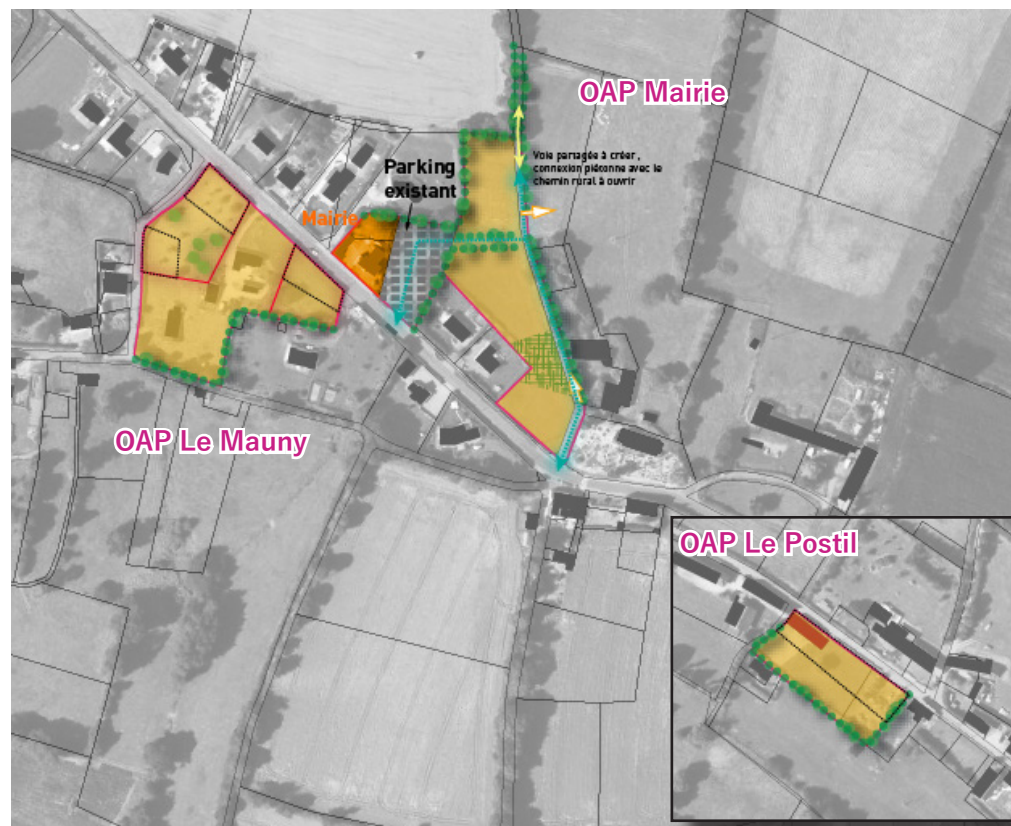 OAP Mairie
Voie partagée à créer,
connexion piétonne avec le
chemin rural à ouvrir
Parking
existant
Mairie
OAP Le Mauny
OAP Le Postil